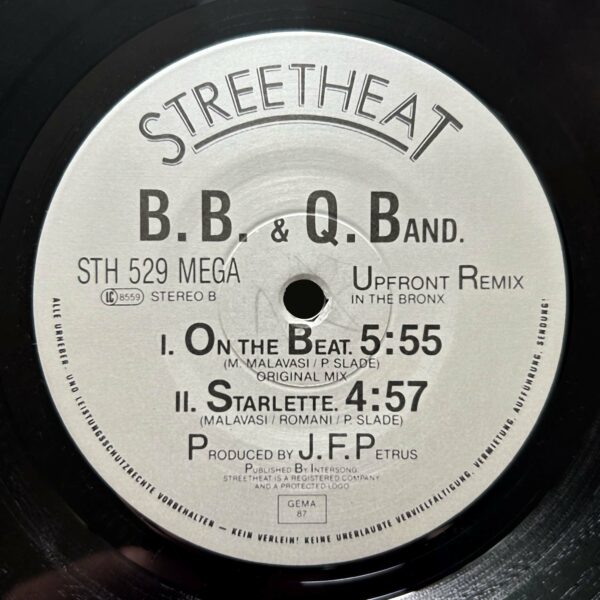 STREETHEAT
B.B. & Q.BAND.
STH 529 MEGA
LC 8559 STEREO B
UPFRONT REMIX
IN THE BRONX
I. ON THE BEAT. 5:55
(M. MALAVASI / P. SLADE)
ORIGINAL MIX
II. STARLETTE. 4:57
(MALAVASI / ROMANI / P. SLADE)
PRODUCED BY J.F.PETRUS
PUBLISHED BY INTERSONG.
STREETHEAT IS A REGISTERED COMPANY
AND A PROTECTED-LOGO
GEMA
87
ALLE URHEBER- UND LEISTUNGSSCHUTZRECHTE VORBEHALTEN – KEIN VERLEIH! KEINE UNERLAUBTE VERVIELFÄLTIGUNG, VERMIETUNG, AUFFÜHRUNG, SENDUNG!